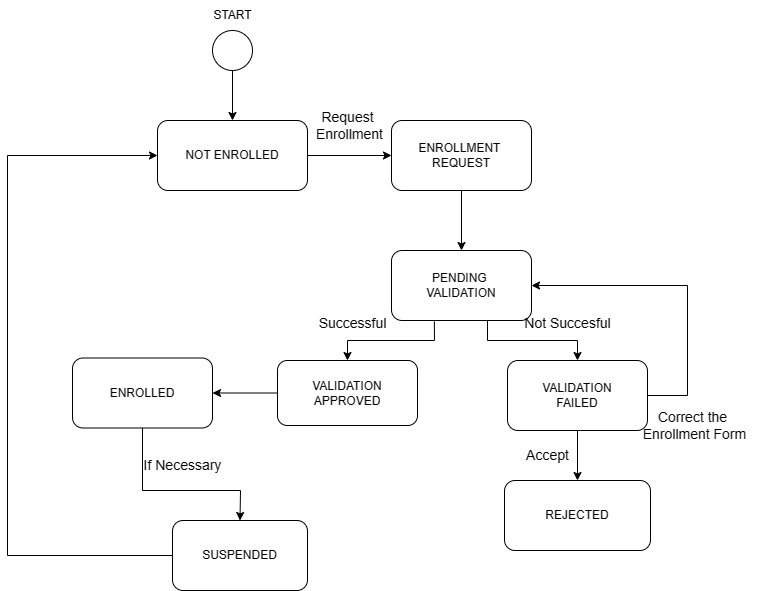 START
NOT ENROLLED
Request
Enrollment
ENROLLMENT
REQUEST
PENDING
VALIDATION
Successful
Not Succesful
ENROLLED
VALIDATION
APPROVED
VALIDATION
FAILED
Correct the
Enrollment Form
If Necessary
Accept
REJECTED
SUSPENDED